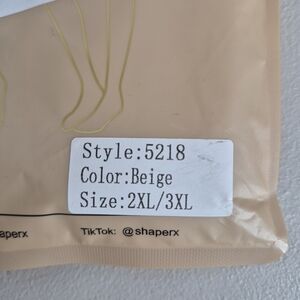 Style:5218
Color:Beige
Size:2XL/3XL
shaperx TikTok: @shaperx